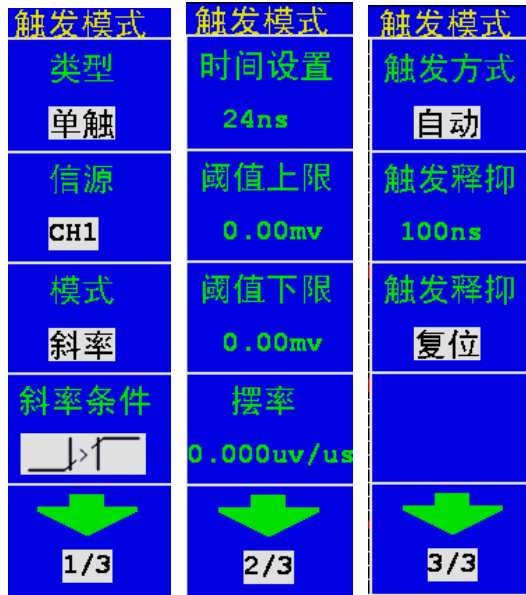 触发模式
类型
单触
信源
CH1
模式
斜率
斜率条件
1/3
触发模式
时间设置
24ns
阈值上限
0.00mv
阈值下限
0.00mv
摆率
0.000uv/us
2/3
触发模式
触发方式
自动
触发释抑
100ns
触发释抑
复位
3/3